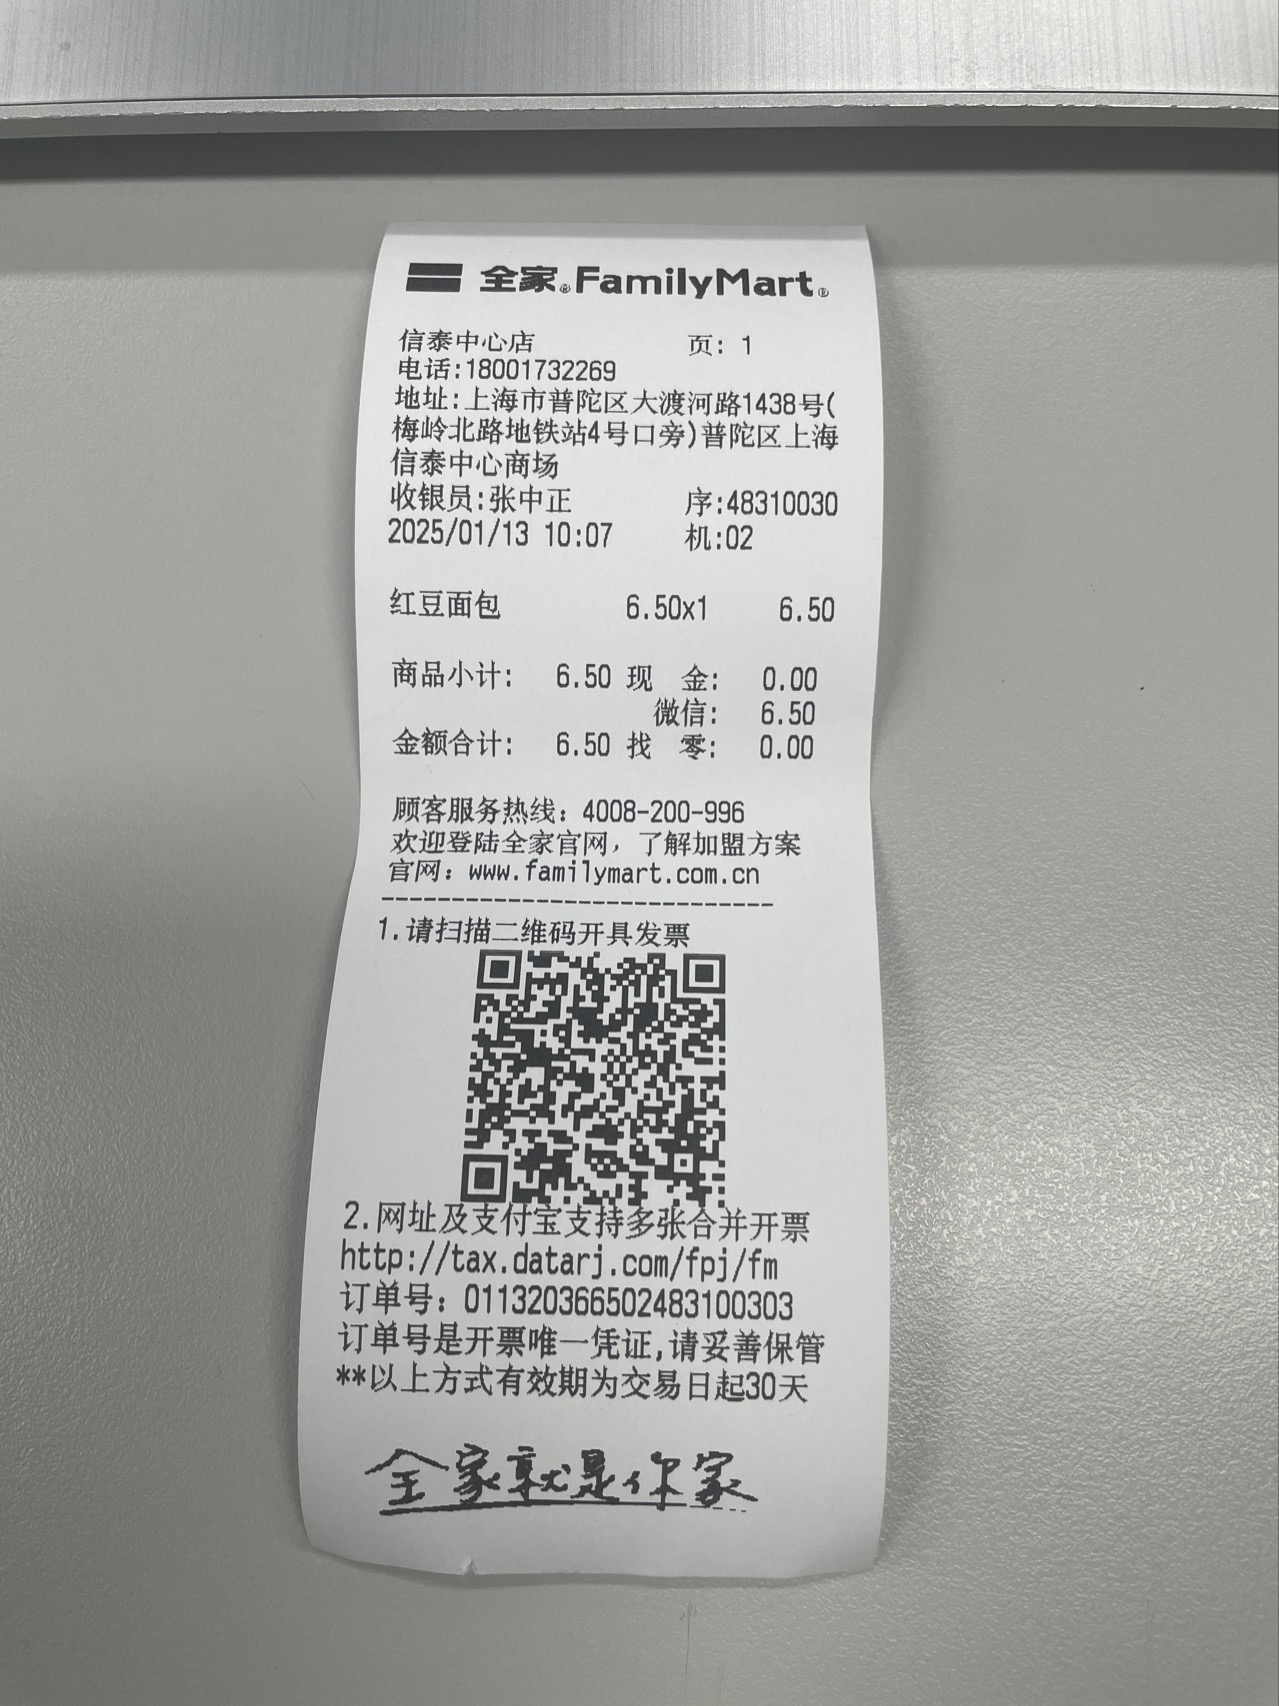 全家®FamilyMart®
信泰中心店 页: 1
电话:18001732269
地址:上海市普陀区大渡河路1438号(
梅岭北路地铁站4号口旁)普陀区上海
信泰中心商场
收银员:张中正 序:48310030
2025/01/13 10:07 机:02
红豆面包 6.50x1 6.50
商品小计: 6.50 现 金: 0.00
微信: 6.50
金额合计: 6.50 找 零: 0.00
顾客服务热线: 4008-200-996
欢迎登陆全家官网，了解加盟方案
官网: www.familymart.com.cn
----------------------------
1.请扫描二维码开具发票
2.网址及支付宝支持多张合并开票
http://tax.datarj.com/fpj/fm
订单号: 011320366502483100303
订单号是开票唯一凭证,请妥善保管
**以上方式有效期为交易日起30天
全家就是你家